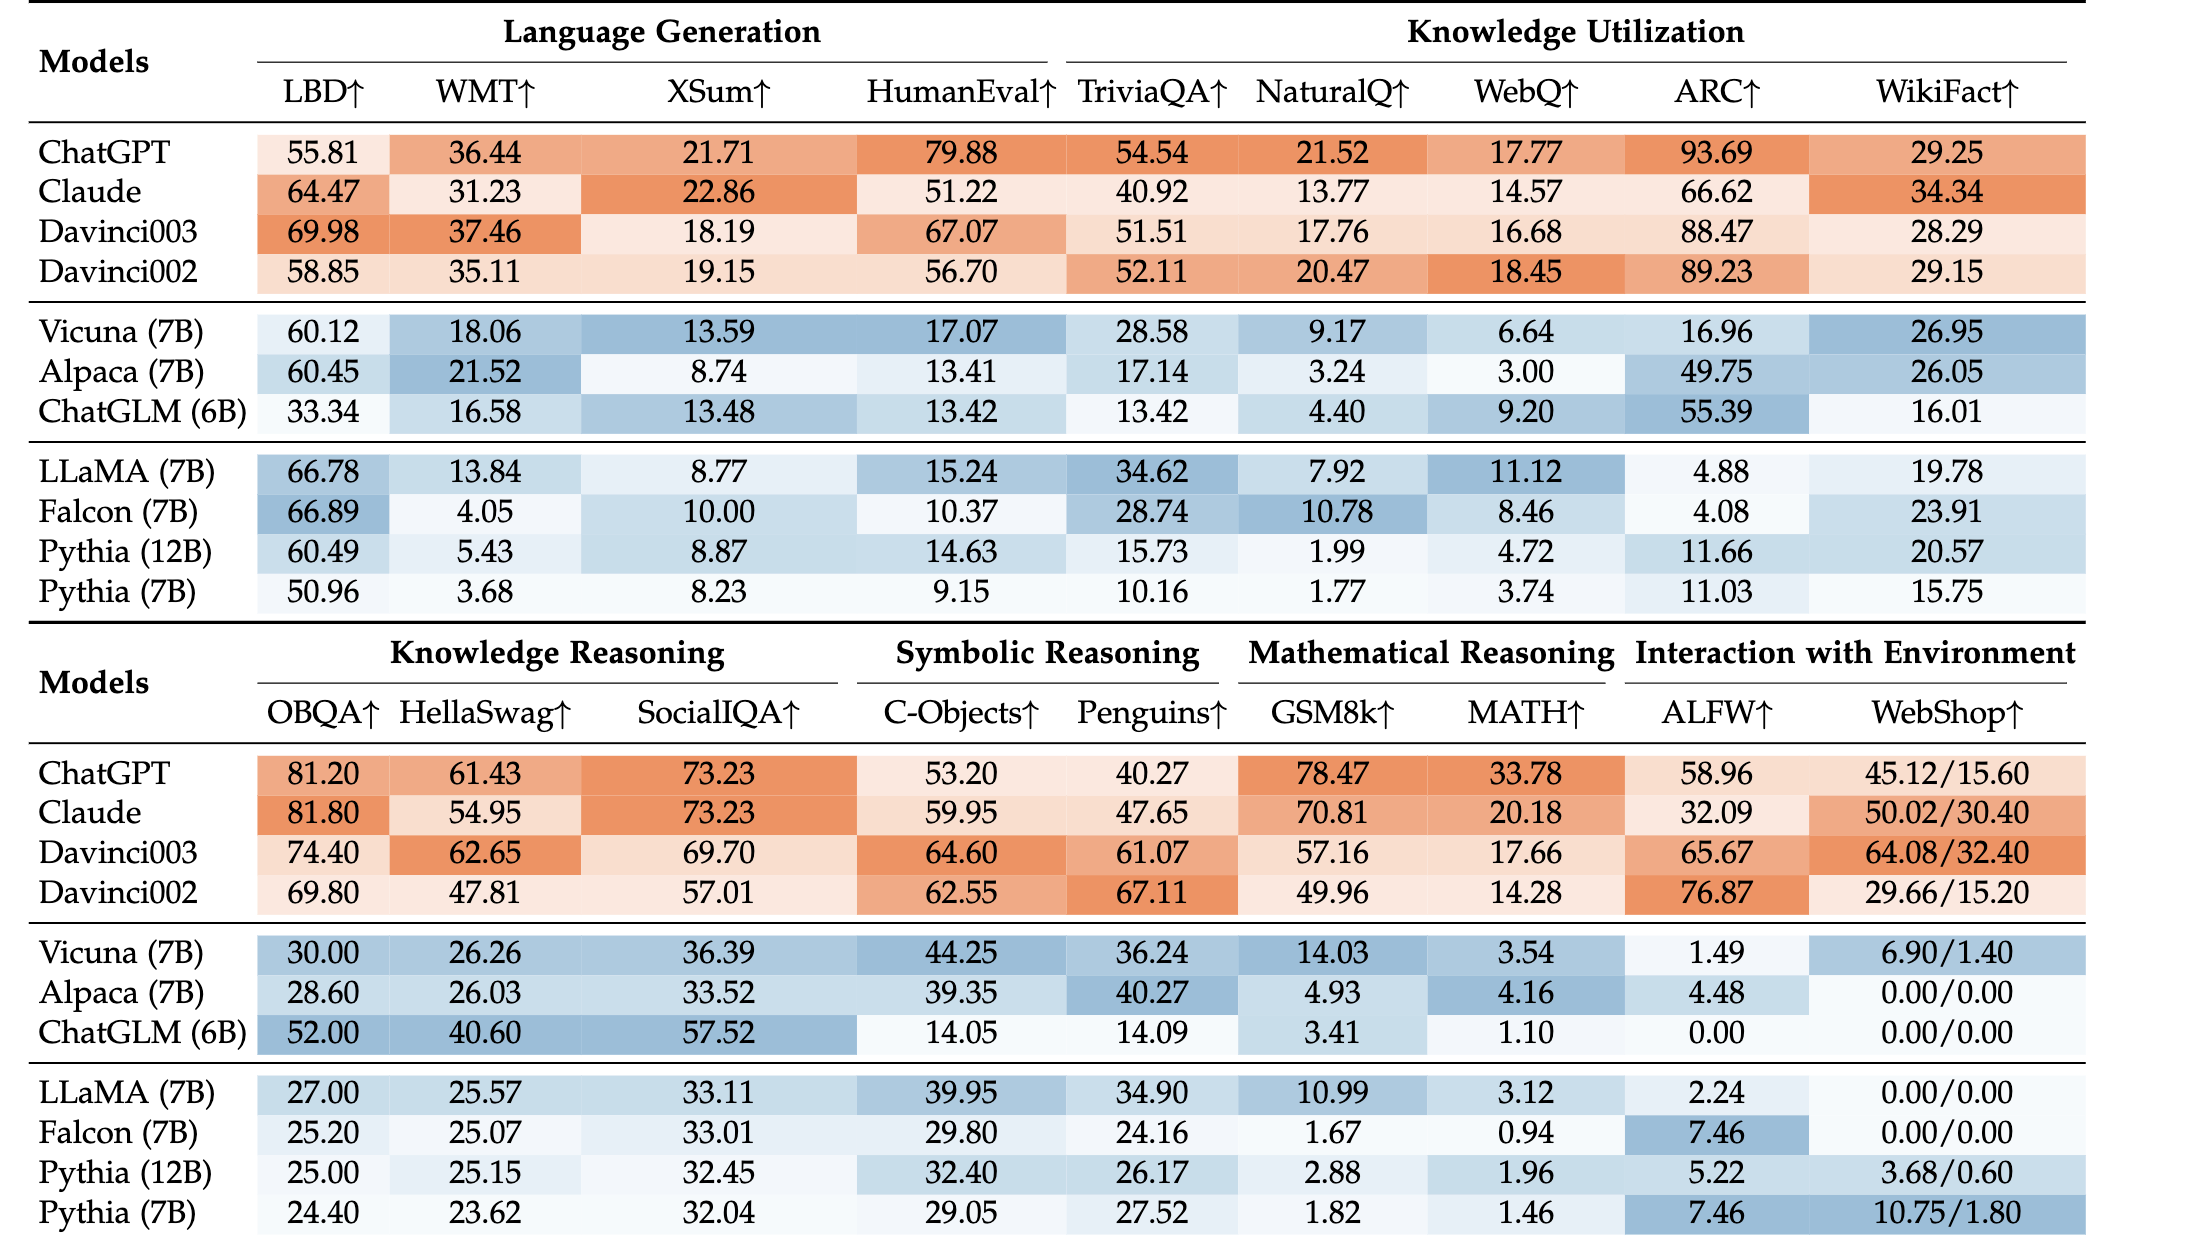 Models Language Generation Knowledge Utilization
LBD↑ WMT↑ XSum↑ HumanEval↑ TriviaQA↑ NaturalQ↑ WebQ↑ ARC↑ WikiFact↑
ChatGPT 55.81 36.44 21.71 79.88 54.54 21.52 17.77 93.69 29.25
Claude 64.47 31.23 22.86 51.22 40.92 13.77 14.57 66.62 34.34
Davinci003 69.98 37.46 18.19 67.07 51.51 17.76 16.68 88.47 28.29
Davinci002 58.85 35.11 19.15 56.70 52.11 20.47 18.45 89.23 29.15
Vicuna (7B) 60.12 18.06 13.59 17.07 28.58 9.17 6.64 16.96 26.95
Alpaca (7B) 60.45 21.52 8.74 13.41 17.14 3.24 3.00 49.75 26.05
ChatGLM (6B) 33.34 16.58 13.48 13.42 13.42 4.40 9.20 55.39 16.01
LLaMA (7B) 66.78 13.84 8.77 15.24 34.62 7.92 11.12 4.88 19.78
Falcon (7B) 66.89 4.05 10.00 10.37 28.74 10.78 8.46 4.08 23.91
Pythia (12B) 60.49 5.43 8.87 14.63 15.73 1.99 4.72 11.66 20.57
Pythia (7B) 50.96 3.68 8.23 9.15 10.16 1.77 3.74 11.03 15.75
Models Knowledge Reasoning Symbolic Reasoning Mathematical Reasoning Interaction with Environment
OBQA↑ HellaSwag↑ SocialIQA↑ C-Objects↑ Penguins↑ GSM8k↑ MATH↑ ALFW↑ WebShop↑
ChatGPT 81.20 61.43 73.23 53.20 40.27 78.47 33.78 58.96 45.12/15.60
Claude 81.80 54.95 73.23 59.95 47.65 70.81 20.18 32.09 50.02/30.40
Davinci003 74.40 62.65 69.70 64.60 61.07 57.16 17.66 65.67 64.08/32.40
Davinci002 69.80 47.81 57.01 62.55 67.11 49.96 14.28 76.87 29.66/15.20
Vicuna (7B) 30.00 26.26 36.39 44.25 36.24 14.03 3.54 1.49 6.90/1.40
Alpaca (7B) 28.60 26.03 33.52 39.35 40.27 4.93 4.16 4.48 0.00/0.00
ChatGLM (6B) 52.00 40.60 57.52 14.05 14.09 3.41 1.10 0.00 0.00/0.00
LLaMA (7B) 27.00 25.57 33.11 39.95 34.90 10.99 3.12 2.24 0.00/0.00
Falcon (7B) 25.20 25.07 33.01 29.80 24.16 1.67 0.94 7.46 0.00/0.00
Pythia (12B) 25.00 25.15 32.45 32.40 26.17 2.88 1.96 5.22 3.68/0.60
Pythia (7B) 24.40 23.62 32.04 29.05 27.52 1.82 1.46 7.46 10.75/1.80